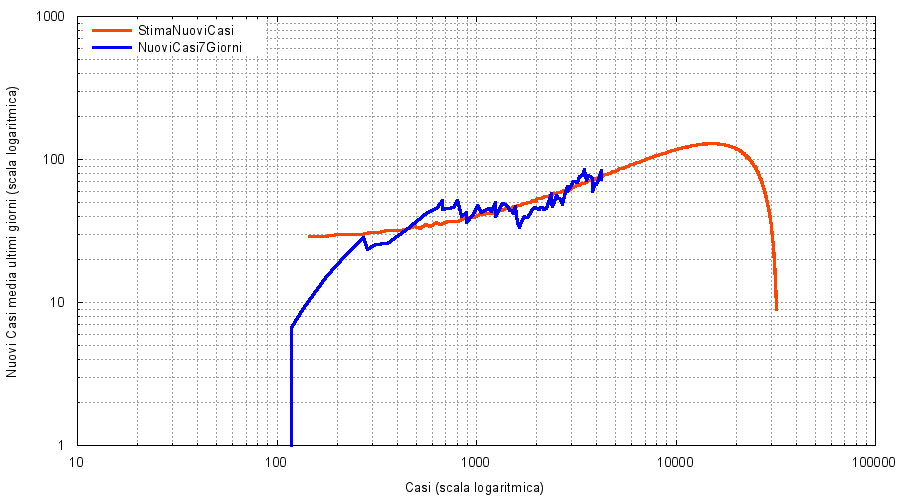 1000
StimaNuoviCasi
NuoviCasi7Giorni
100
10
1
10
100
1000
10000
100000
Nuovi Casi media ultimi giorni (scala logaritmica)
Casi (scala logaritmica)